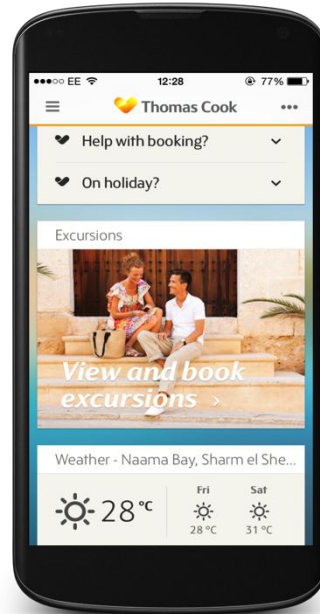 EE 12:28 77%
Thomas Cook
Help with booking?
On holiday?
Excursions
View and book
excursions ›
Weather - Naama Bay, Sharm el She...
28 °C
Fri Sat
28 °C 31 °C